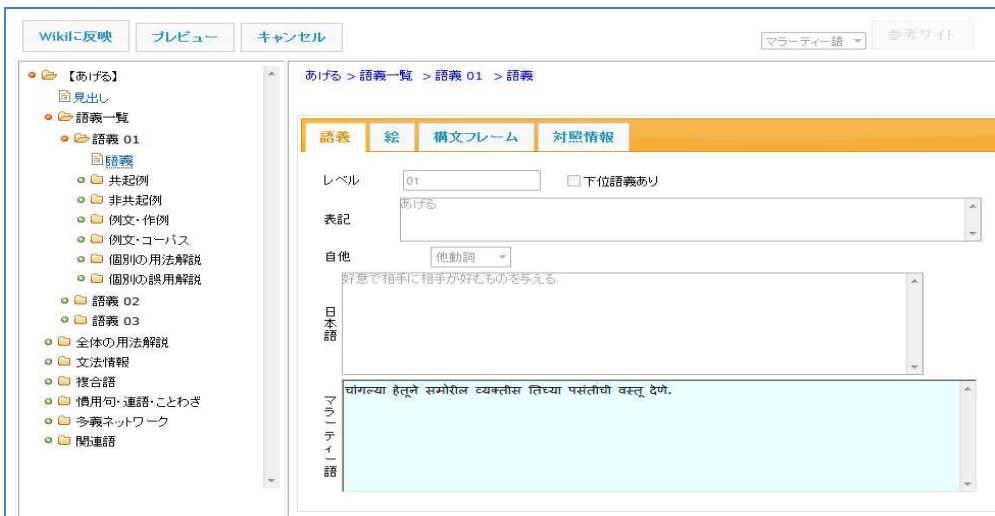 Wikiに反映 プレビュー キャンセル マラーティー語 参考サイト
【あげる】
見出し
語義一覧
語義 01
語義
共起例
非共起例
例文・作例
例文・コーパス
個別の用法解説
個別の誤用解説
語義 02
語義 03
全体の用法解説
文法情報
複合語
慣用句・連語・ことわざ
多義ネットワーク
関連語
あげる > 語義一覧 > 語義 01 > 語義
語義 絵 構文フレーム 対照情報
レベル 01 下位語義あり
表記 あげる
自他 他動詞
日本語 好意で相手に相手が好むものを与える
マラーティー語 चांगल्या हेतूने समोरील व्यक्तीस तिच्या पसंतीची वस्तू देणे.